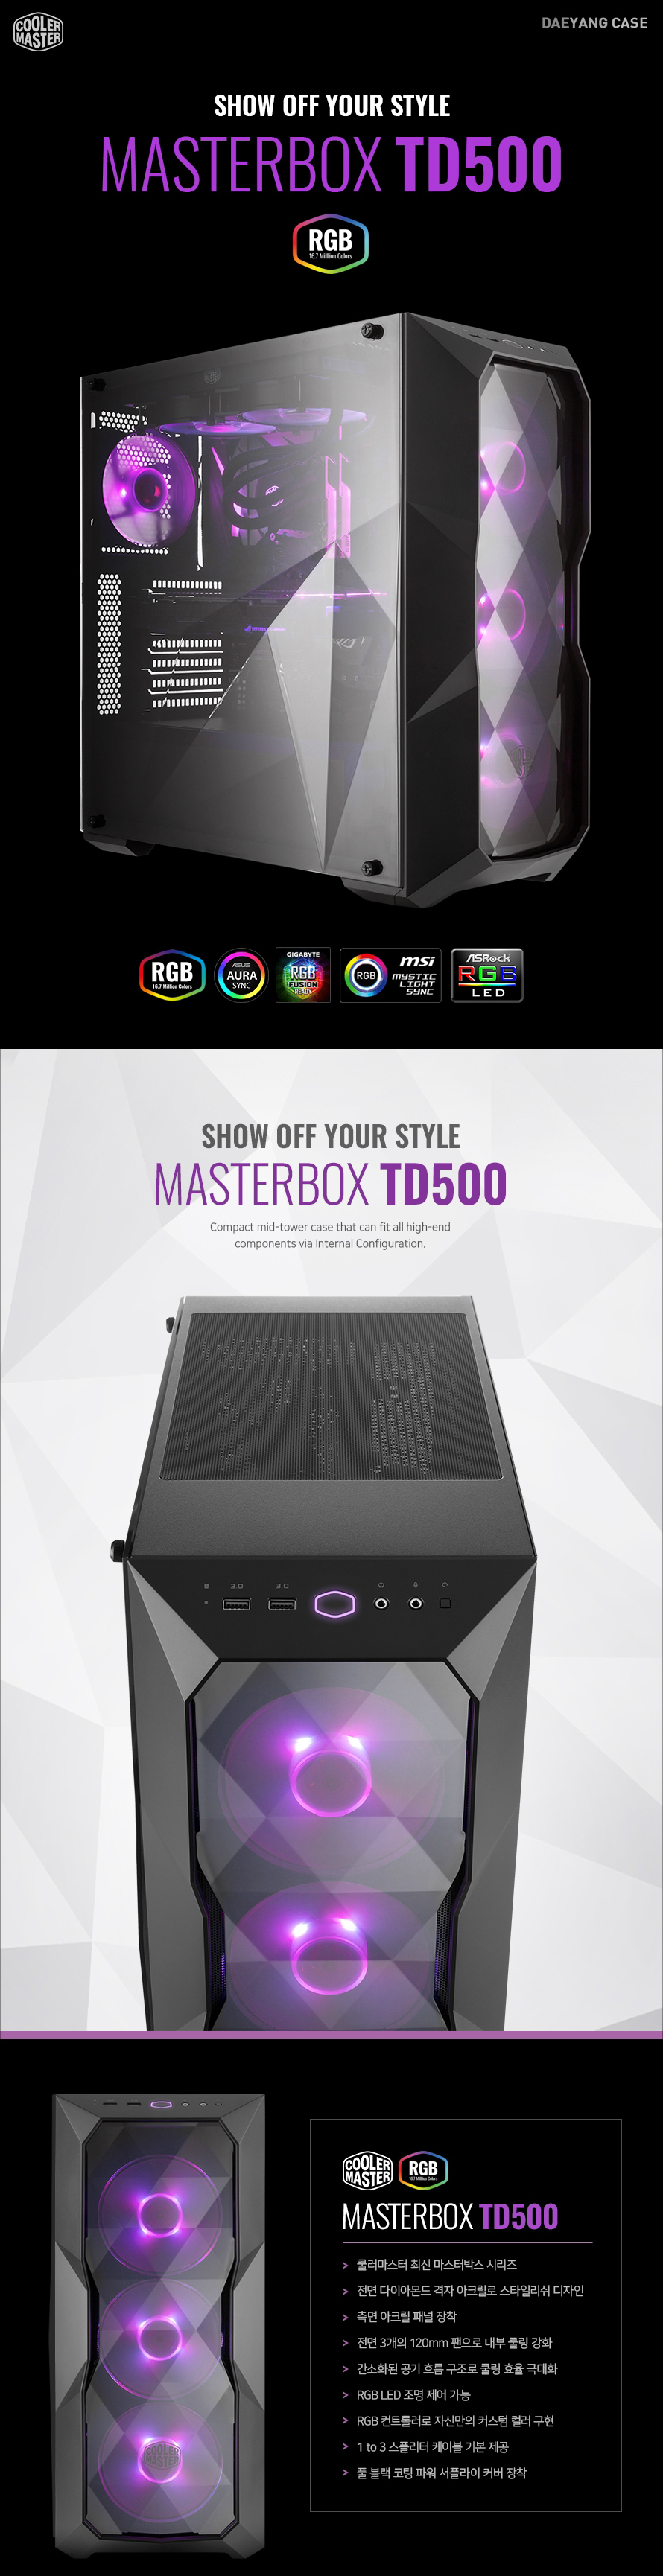 COOLER
MASTER
DAEYANG CASE
SHOW OFF YOUR STYLE
MASTERBOX TD500
RGB
16.7 Million Colors
RGB
16.7 Million Colors
ASUS
AURA
SYNC
GIGABYTE
RGB
FUSION
READY
RGB
msi
MYSTIC
LIGHT
SYNC
ASRock
RGB
LED
SHOW OFF YOUR STYLE
MASTERBOX TD500
Compact mid-tower case that can fit all high-end
components via Internal Configuration.
3.0 3.0
COOLER
MASTER
RGB
16.7 Million Colors
MASTERBOX TD500
쿨러마스터 최신 마스터박스 시리즈
전면 다이아몬드 격자 아크릴로 스타일리쉬 디자인
측면 아크릴 패널 장착
전면 3개의 120mm 팬으로 내부 쿨링 강화
간소화된 공기 흐름 구조로 쿨링 효율 극대화
RGB LED 조명 제어 가능
RGB 컨트롤러로 자신만의 커스텀 컬러 구현
1 to 3 스플리터 케이블 기본 제공
풀 블랙 코팅 파워 서플라이 커버 장착
COOLER
MASTER